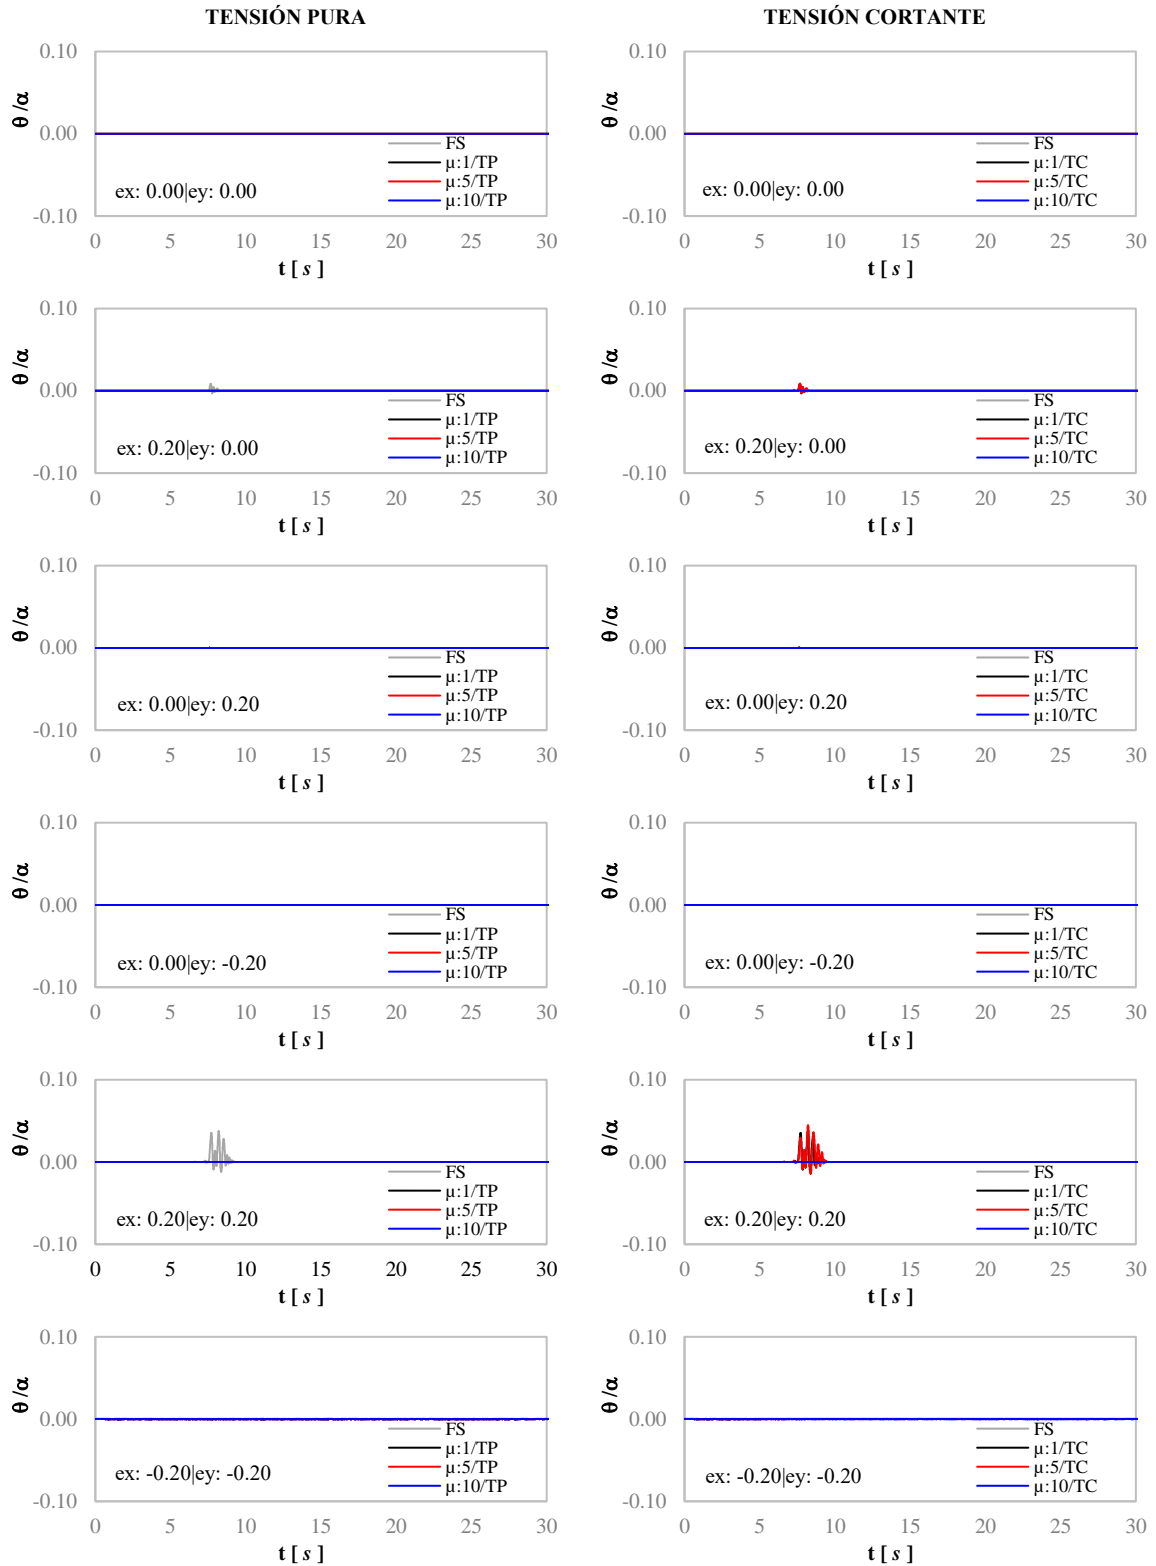 TENSIÓN PURA
TENSIÓN CORTANTE
0.10
0.00
-0.10
θ /α
FS
µ:1/TP
µ:5/TP
µ:10/TP
ex: 0.00|ey: 0.00
0 5 10 15 20 25 30
t [ s ]
0.10
0.00
-0.10
θ /α
FS
µ:1/TC
µ:5/TC
µ:10/TC
ex: 0.00|ey: 0.00
0 5 10 15 20 25 30
t [ s ]
0.10
0.00
-0.10
θ /α
FS
µ:1/TP
µ:5/TP
µ:10/TP
ex: 0.20|ey: 0.00
0 5 10 15 20 25 30
t [ s ]
0.10
0.00
-0.10
θ /α
FS
µ:1/TC
µ:5/TC
µ:10/TC
ex: 0.20|ey: 0.00
0 5 10 15 20 25 30
t [ s ]
0.10
0.00
-0.10
θ /α
FS
µ:1/TP
µ:5/TP
µ:10/TP
ex: 0.00|ey: 0.20
0 5 10 15 20 25 30
t [ s ]
0.10
0.00
-0.10
θ /α
FS
µ:1/TC
µ:5/TC
µ:10/TC
ex: 0.00|ey: 0.20
0 5 10 15 20 25 30
t [ s ]
0.10
0.00
-0.10
θ /α
FS
µ:1/TP
µ:5/TP
µ:10/TP
ex: 0.00|ey: -0.20
0 5 10 15 20 25 30
t [ s ]
0.10
0.00
-0.10
θ /α
FS
µ:1/TC
µ:5/TC
µ:10/TC
ex: 0.00|ey: -0.20
0 5 10 15 20 25 30
t [ s ]
0.10
0.00
-0.10
θ /α
FS
µ:1/TP
µ:5/TP
µ:10/TP
ex: 0.20|ey: 0.20
0 5 10 15 20 25 30
t [ s ]
0.10
0.00
-0.10
θ /α
FS
µ:1/TC
µ:5/TC
µ:10/TC
ex: 0.20|ey: 0.20
0 5 10 15 20 25 30
t [ s ]
0.10
0.00
-0.10
θ /α
FS
µ:1/TP
µ:5/TP
µ:10/TP
ex: -0.20|ey: -0.20
0 5 10 15 20 25 30
t [ s ]
0.10
0.00
-0.10
θ /α
FS
µ:1/TC
µ:5/TC
µ:10/TC
ex: -0.20|ey: -0.20
0 5 10 15 20 25 30
t [ s ]